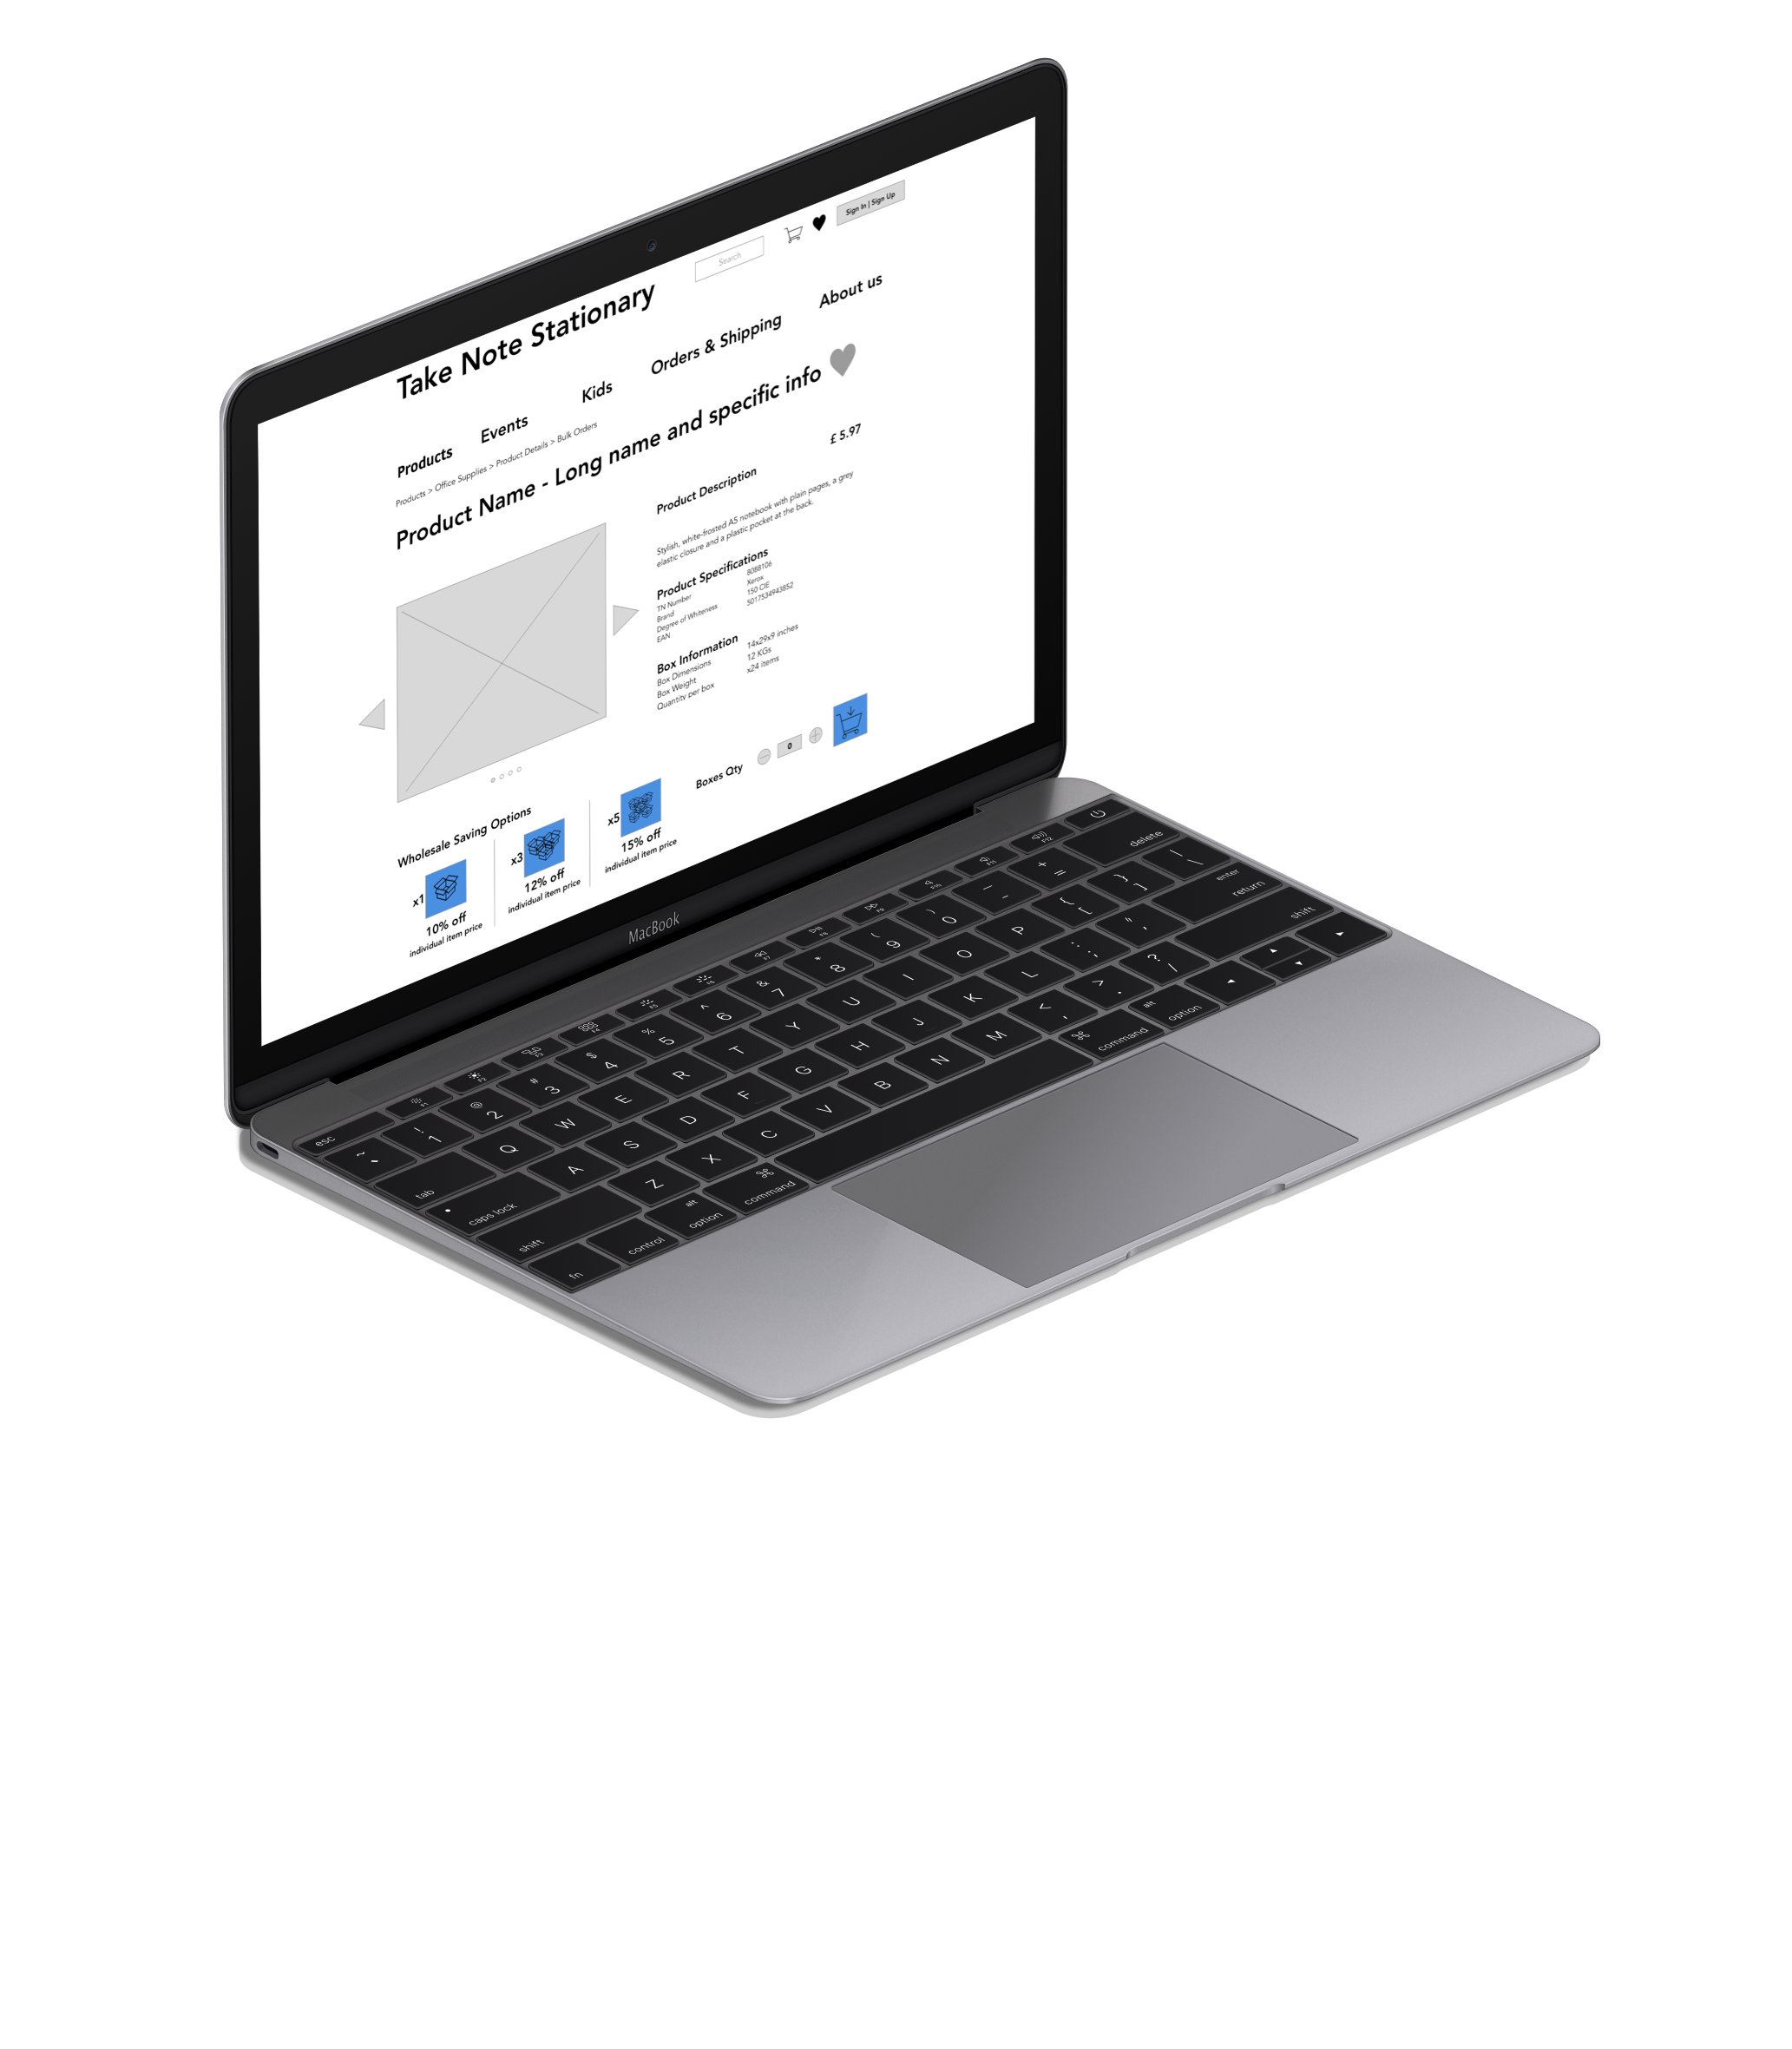 Search
Sign In | Sign Up
Take Note Stationary
Products
Events
Kids
Orders & Shipping
About us
Products > Office Supplies > Product Details > Bulk Orders
Product Name - Long name and specific info
£ 5.97
Product Description
Stylish, white-frosted A5 notebook with plain pages, a grey
elastic closure and a plastic pocket at the back.
Product Specifications
TN Number 8088106
Brand Xerox
Degree of Whiteness 150 CIE
EAN 5017534943852
Box Information
Box Dimensions 14x29x9 inches
Box Weight 12 KGs
Quantity per box x24 items
Boxes Qty
0
Wholesale Saving Options
x1
10% off
individual item price
x3
12% off
individual item price
x5
15% off
individual item price
MacBook
esc F1 F2 F3 F4 F5 F6 F7 F8 F9 F10 F11 F12
~ ` ! 1 @ 2 # 3 $ 4 % 5 ^ 6 & 7 * 8 ( 9 ) 0 — - + = delete
tab Q W E R T Y U I O P { [ } ] | \
caps lock A S D F G H J K L : ; " ' enter return
shift Z X C V B N M < , > . ? / shift
fn control alt option ⌘ command ⌘ command alt option